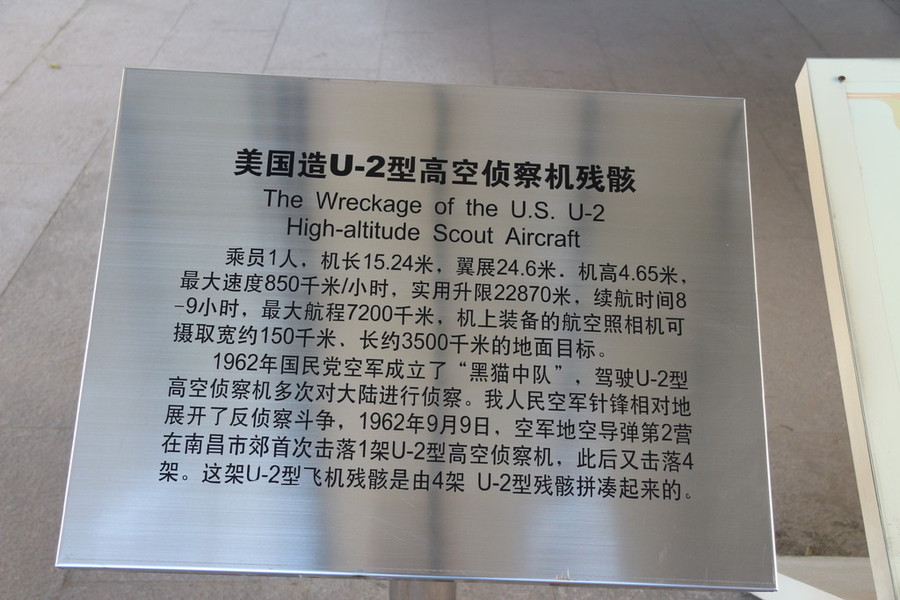 美国造U-2型高空侦察机残骸
The Wreckage of the U.S. U-2
High-altitude Scout Aircraft
乘员1人，机长15.24米，翼展24.6米．机高4.65米，
最大速度850千米/小时，实用升限22870米，续航时间8
-9小时，最大航程7200千米，机上装备的航空照相机可
摄取宽约150千米、长约3500千米的地面目标。
1962年国民党空军成立了“黑猫中队”，驾驶U-2型
高空侦察机多次对大陆进行侦察。我人民空军针锋相对地
展开了反侦察斗争，1962年9月9日，空军地空导弹第2营
在南昌市郊首次击落1架U-2型高空侦察机，此后又击落4
架。这架U-2型飞机残骸是由4架 U-2型残骸拼凑起来的。